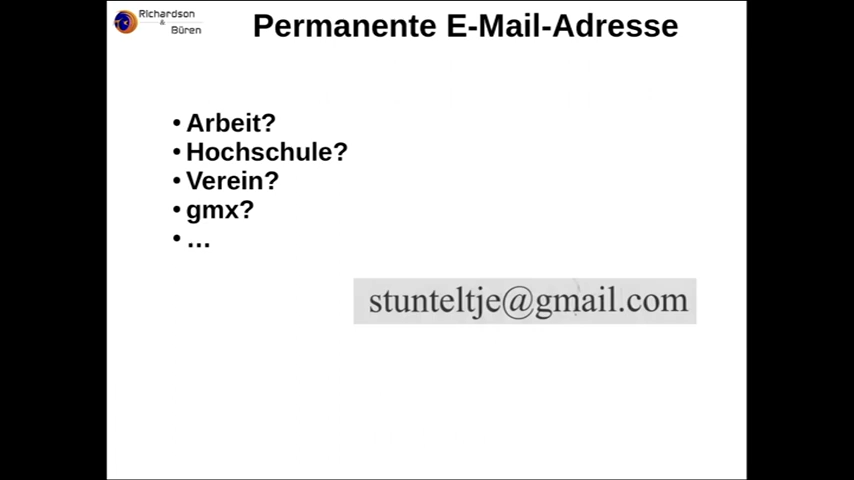 Richardson
&
Büren
Permanente E-Mail-Adresse
• Arbeit?
• Hochschule?
• Verein?
• gmx?
• ...
stunteltje@gmail.com